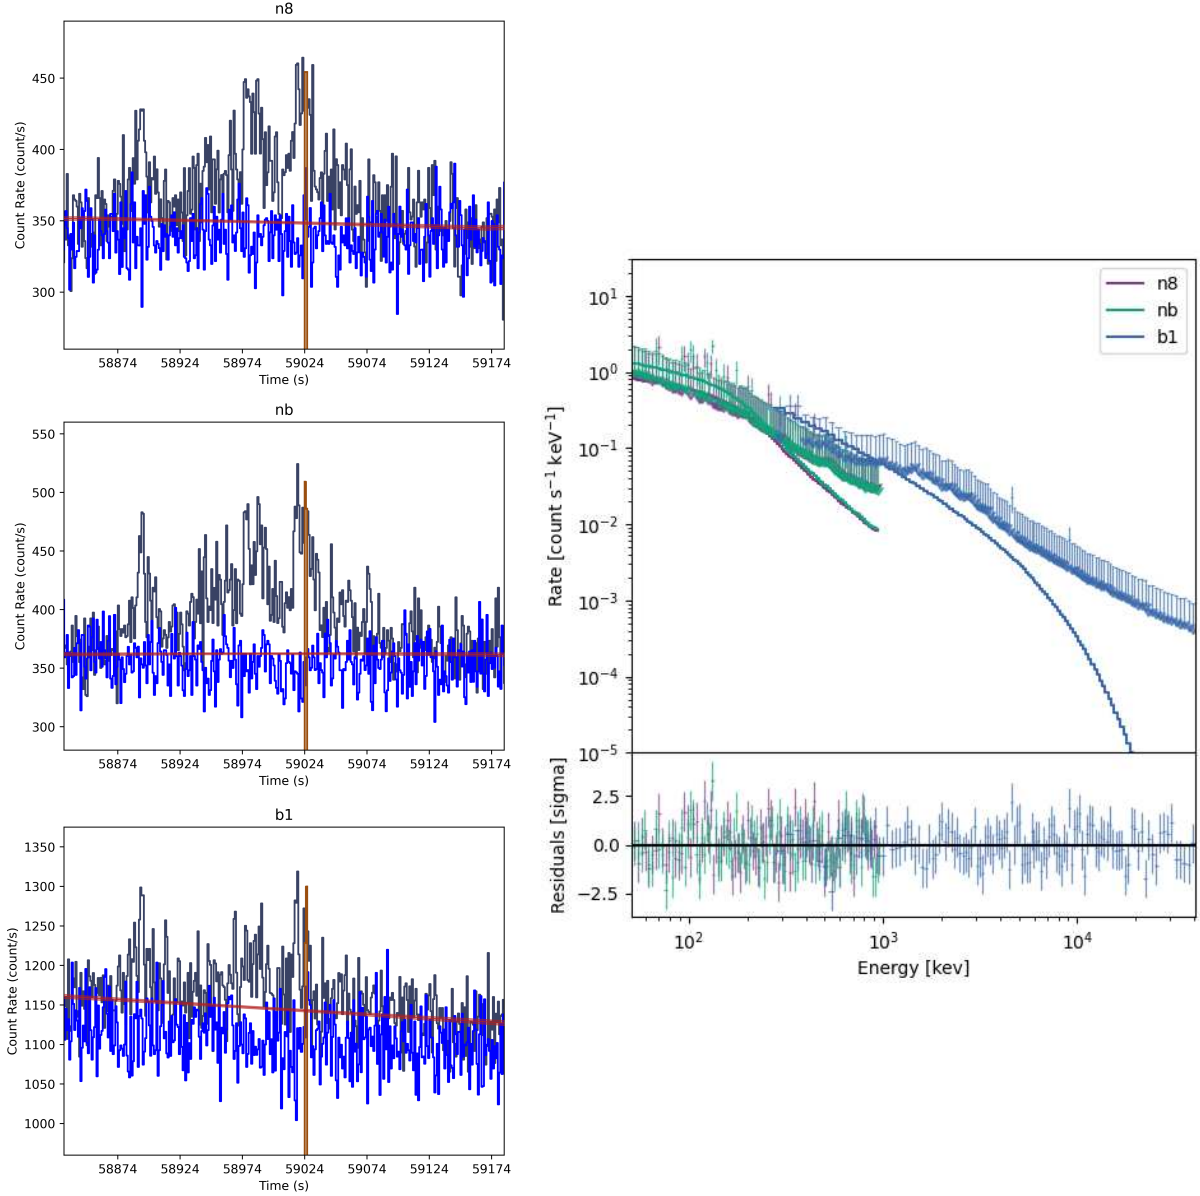 n8
Count Rate (count/s)
450
400
350
300
58874 58924 58974 59024 59074 59124 59174
Time (s)
nb
Count Rate (count/s)
550
500
450
400
350
300
58874 58924 58974 59024 59074 59124 59174
Time (s)
b1
Count Rate (count/s)
1350
1300
1250
1200
1150
1100
1050
1000
58874 58924 58974 59024 59074 59124 59174
Time (s)
n8
nb
b1
Rate [count s⁻¹ keV⁻¹]
10¹
10⁰
10⁻¹
10⁻²
10⁻³
10⁻⁴
10⁻⁵
Residuals [sigma]
2.5
0.0
−2.5
10² 10³ 10⁴
Energy [kev]